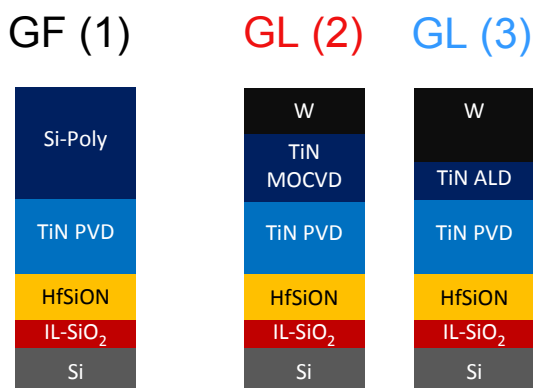 GF (1)
GL (2)
GL (3)
Si-Poly
TiN PVD
HfSiON
IL-SiO₂
Si
W
TiN
MOCVD
TiN PVD
HfSiON
IL-SiO₂
Si
W
TiN ALD
TiN PVD
HfSiON
IL-SiO₂
Si